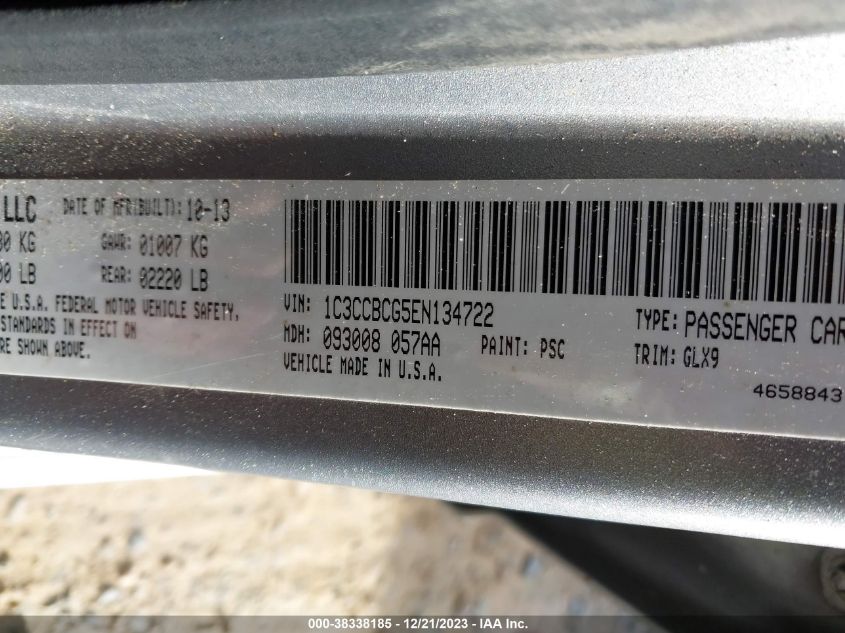 LLC DATE OF MFR(BUILT): 10-13
00 KG GAWR: 01007 KG
00 LB REAR: 02220 LB
E U.S.A. FEDERAL MOTOR VEHICLE SAFETY,
STANDARDS IN EFFECT ON
RE SHOWN ABOVE.
VIN: 1C3CCBCG5EN134722
MDH: 093008 057AA PAINT: PSC
VEHICLE MADE IN U.S.A.
TYPE: PASSENGER CAR
TRIM: GLX9
4658843
000-38338185 - 12/21/2023 - IAA Inc.